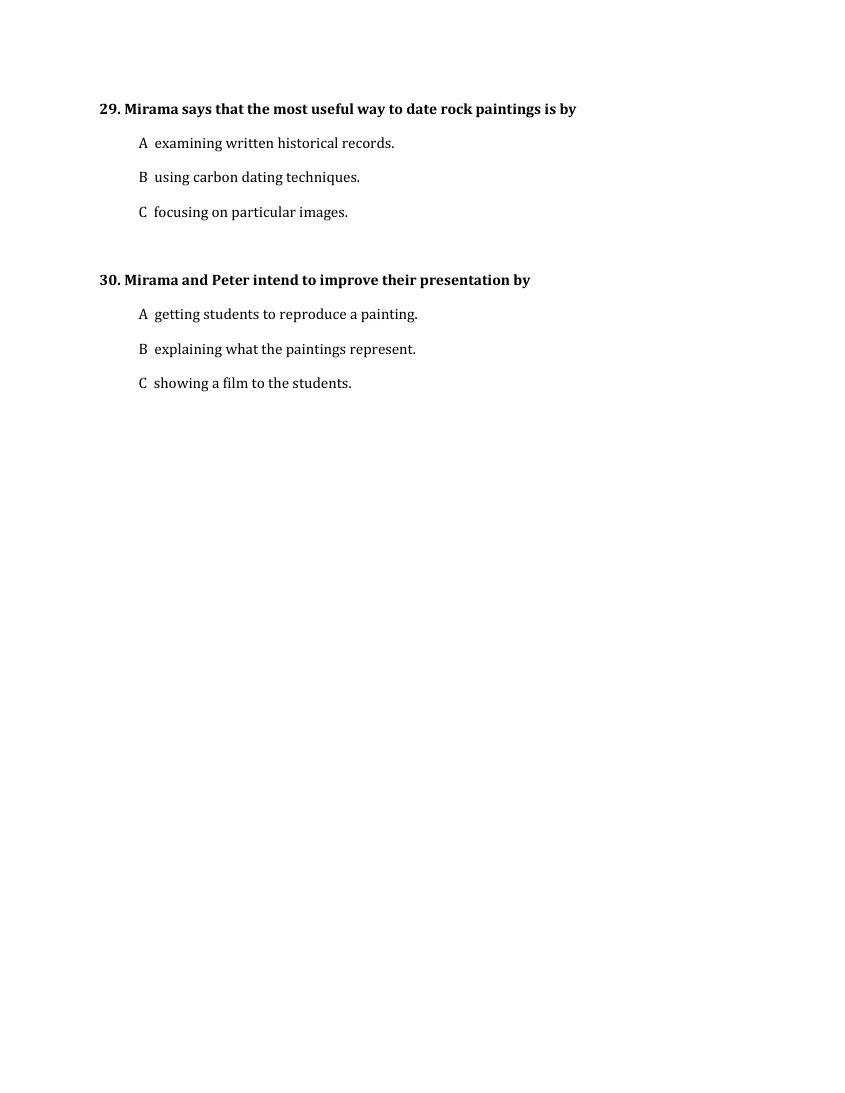 29. Mirama says that the most useful way to date rock paintings is by
A examining written historical records.
B using carbon dating techniques.
C focusing on particular images.
30. Mirama and Peter intend to improve their presentation by
A getting students to reproduce a painting.
B explaining what the paintings represent.
C showing a film to the students.